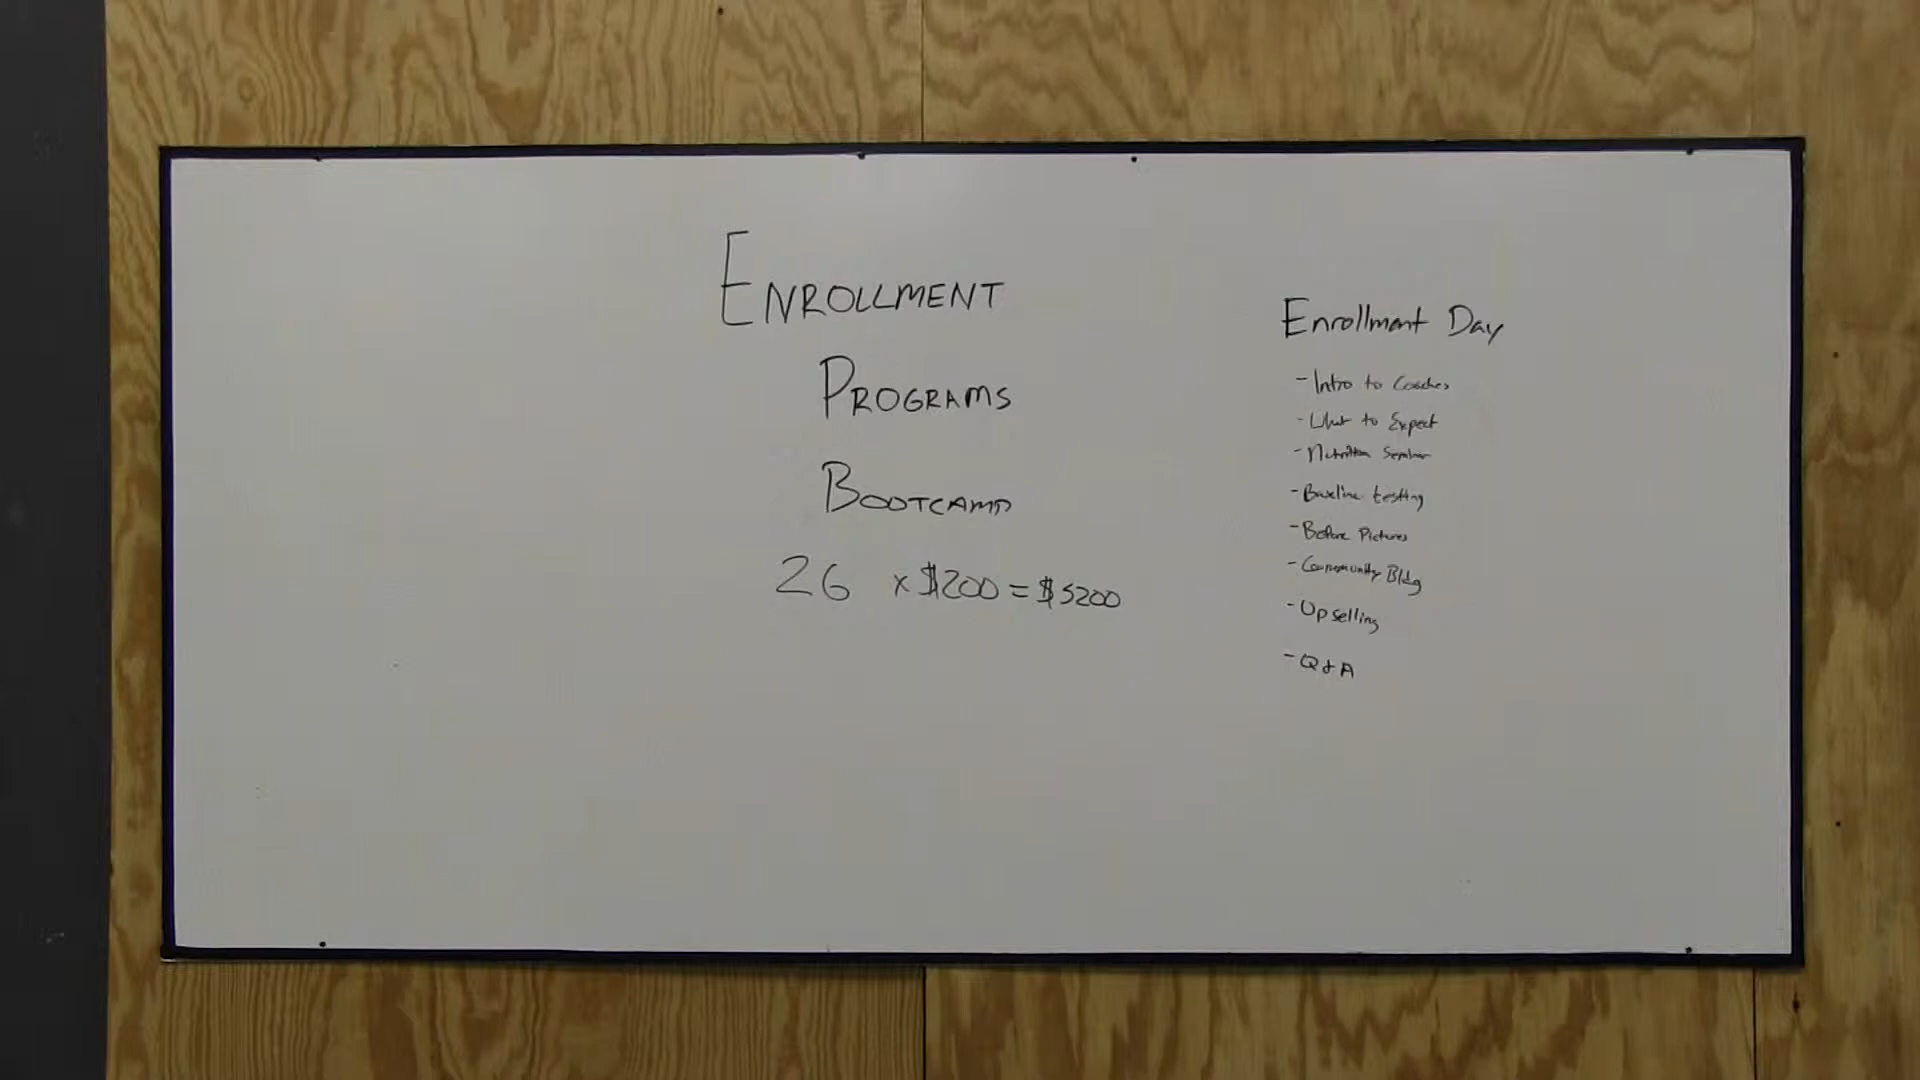 ENROLLMENT
PROGRAMS
BOOTCAMP
26 x $200 = $5200
Enrollment Day
- Intro to Coaches
- What to Expect
- Nutrition Seminar
- Baseline testing
- Before Pictures
- Community Bldg
- Upselling
- Q & A